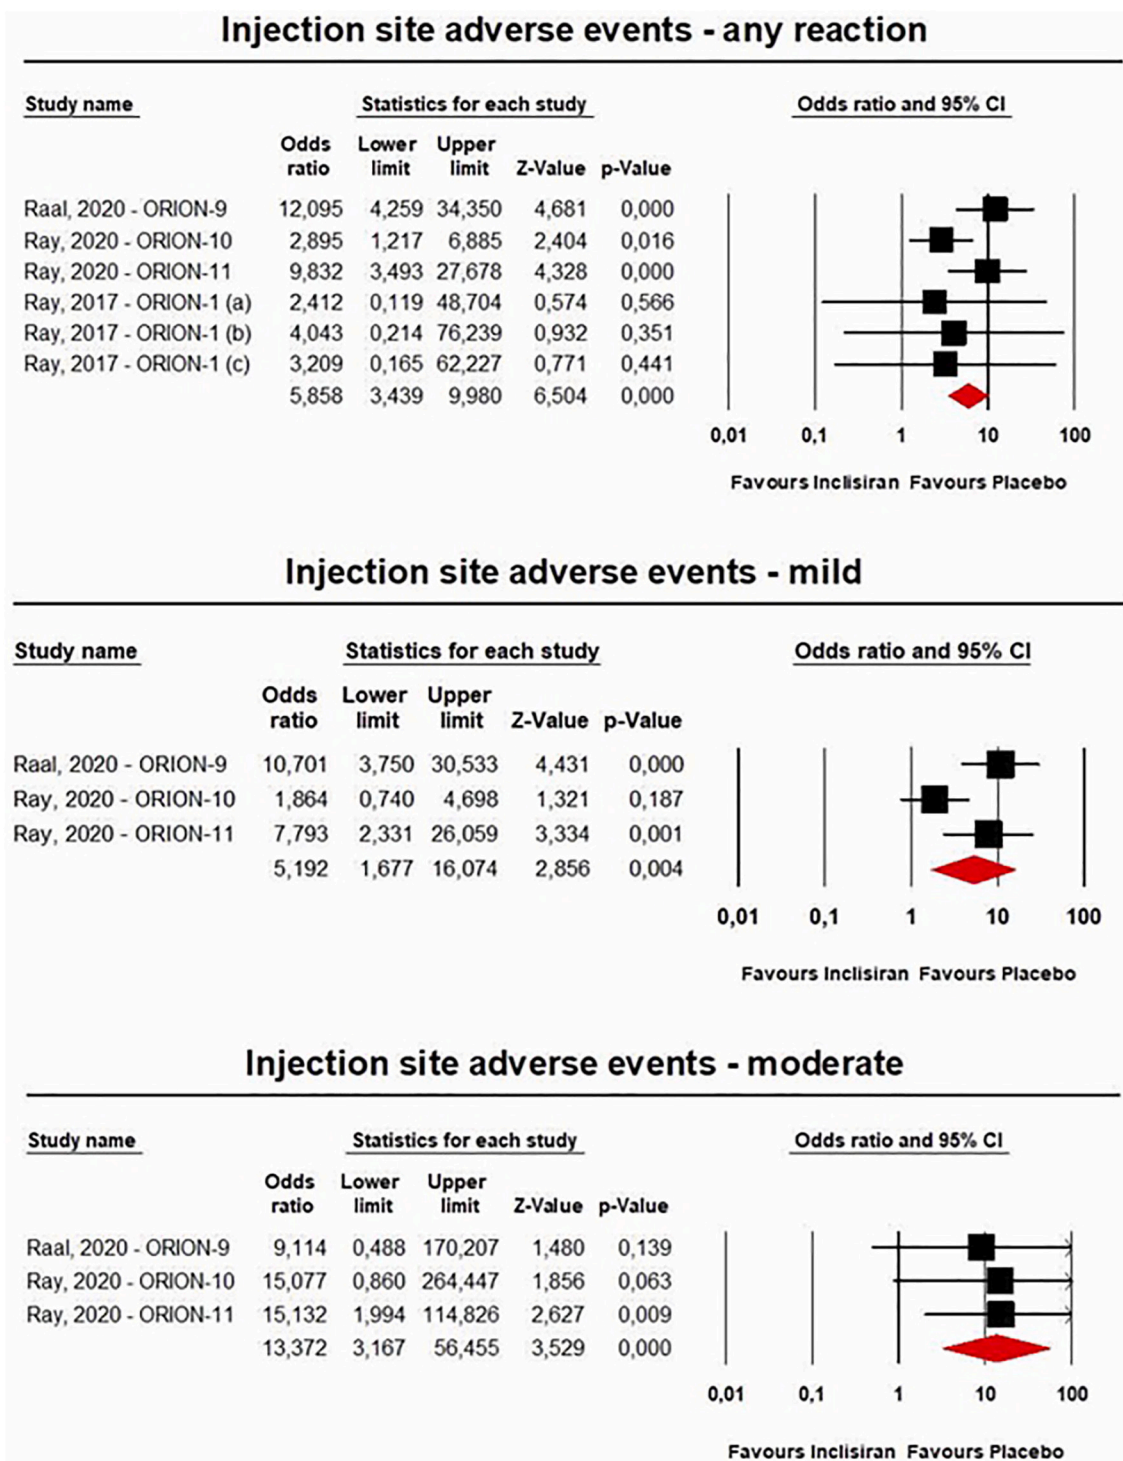 Injection site adverse events - any reaction
Study name Statistics for each study Odds ratio and 95% CI
Odds Lower Upper
ratio limit limit Z-Value p-Value
Raal, 2020 - ORION-9 12,095 4,259 34,350 4,681 0,000
Ray, 2020 - ORION-10 2,895 1,217 6,885 2,404 0,016
Ray, 2020 - ORION-11 9,832 3,493 27,678 4,328 0,000
Ray, 2017 - ORION-1 (a) 2,412 0,119 48,704 0,574 0,566
Ray, 2017 - ORION-1 (b) 4,043 0,214 76,239 0,932 0,351
Ray, 2017 - ORION-1 (c) 3,209 0,165 62,227 0,771 0,441
5,858 3,439 9,980 6,504 0,000
0,01 0,1 1 10 100
Favours Inclisiran Favours Placebo
Injection site adverse events - mild
Study name Statistics for each study Odds ratio and 95% CI
Odds Lower Upper
ratio limit limit Z-Value p-Value
Raal, 2020 - ORION-9 10,701 3,750 30,533 4,431 0,000
Ray, 2020 - ORION-10 1,864 0,740 4,698 1,321 0,187
Ray, 2020 - ORION-11 7,793 2,331 26,059 3,334 0,001
5,192 1,677 16,074 2,856 0,004
0,01 0,1 1 10 100
Favours Inclisiran Favours Placebo
Injection site adverse events - moderate
Study name Statistics for each study Odds ratio and 95% CI
Odds Lower Upper
ratio limit limit Z-Value p-Value
Raal, 2020 - ORION-9 9,114 0,488 170,207 1,480 0,139
Ray, 2020 - ORION-10 15,077 0,860 264,447 1,856 0,063
Ray, 2020 - ORION-11 15,132 1,994 114,826 2,627 0,009
13,372 3,167 56,455 3,529 0,000
0,01 0,1 1 10 100
Favours Inclisiran Favours Placebo